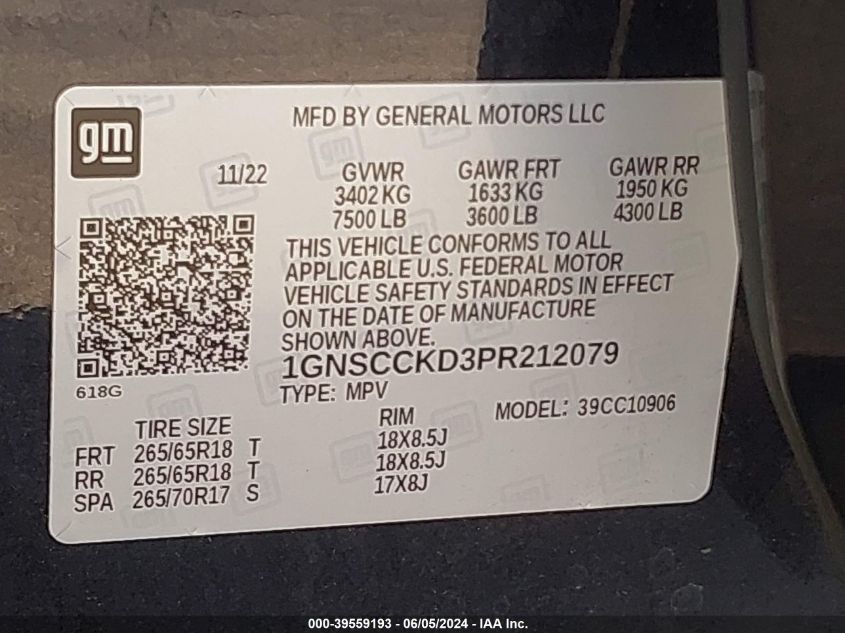 gm
MFD BY GENERAL MOTORS LLC
11/22 GVWR GAWR FRT GAWR RR
3402 KG 1633 KG 1950 KG
7500 LB 3600 LB 4300 LB
THIS VEHICLE CONFORMS TO ALL
APPLICABLE U.S. FEDERAL MOTOR
VEHICLE SAFETY STANDARDS IN EFFECT
ON THE DATE OF MANUFACTURE
SHOWN ABOVE.
1GNSCCKD3PR212079
618G
TYPE: MPV
MODEL: 39CC10906
TIRE SIZE RIM
FRT 265/65R18 T 18X8.5J
RR 265/65R18 T 18X8.5J
SPA 265/70R17 S 17X8J
000-39559193 - 06/05/2024 - IAA Inc.